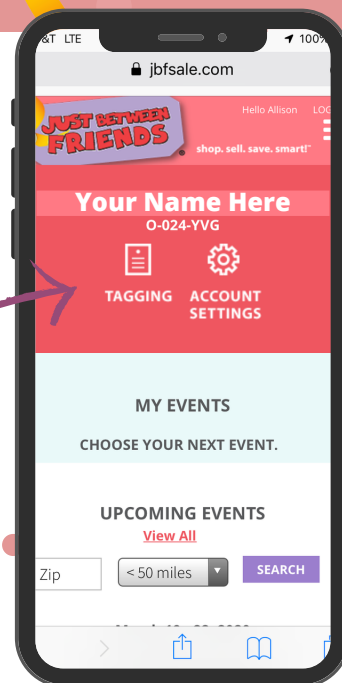 &T LTE 100%
jbfsale.com
Hello Allison LOG
JUST BETWEEN
FRIENDS
shop. sell. save. smart!™
Your Name Here
O-024-YVG
TAGGING ACCOUNT
SETTINGS
MY EVENTS
CHOOSE YOUR NEXT EVENT.
UPCOMING EVENTS
View All
Zip < 50 miles SEARCH